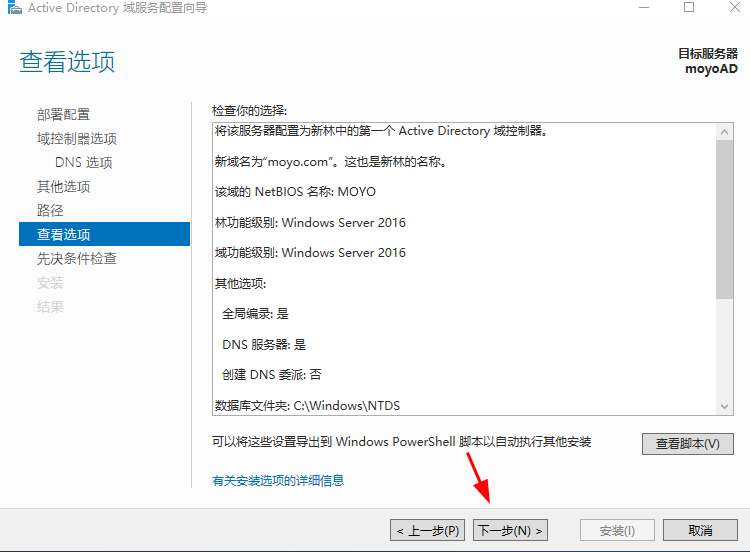 Active Directory 域服务配置向导
查看选项
目标服务器
moyoAD
部署配置
域控制器选项
DNS 选项
其他选项
路径
查看选项
先决条件检查
安装
结果
检查你的选择:
将该服务器配置为新林中的第一个 Active Directory 域控制器。
新域名为"moyo.com"。这也是新林的名称。
该域的 NetBIOS 名称: MOYO
林功能级别: Windows Server 2016
域功能级别: Windows Server 2016
其他选项:
全局编录: 是
DNS 服务器: 是
创建 DNS 委派: 否
数据库文件夹: C:\Windows\NTDS
可以将这些设置导出到 Windows PowerShell 脚本以自动执行其他安装
查看脚本(V)
有关安装选项的详细信息
< 上一步(P)
下一步(N) >
安装(I)
取消